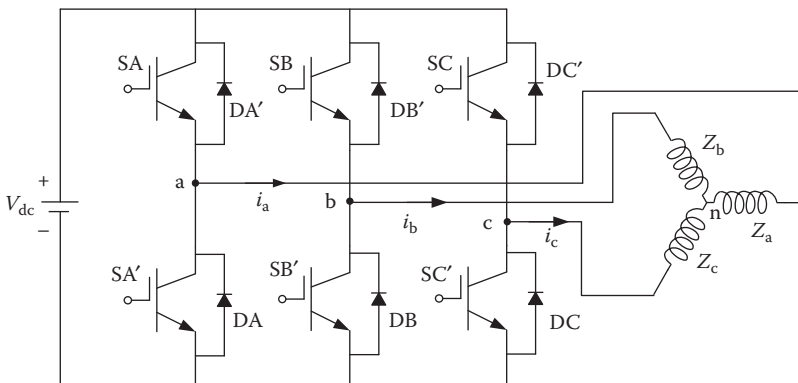 SA
SB
SC
DA′
DB′
DC′
a
b
c
i_a
i_b
i_c
+
V_dc
−
Z_b
n
Z_a
Z_c
SA′
SB′
SC′
DA
DB
DC